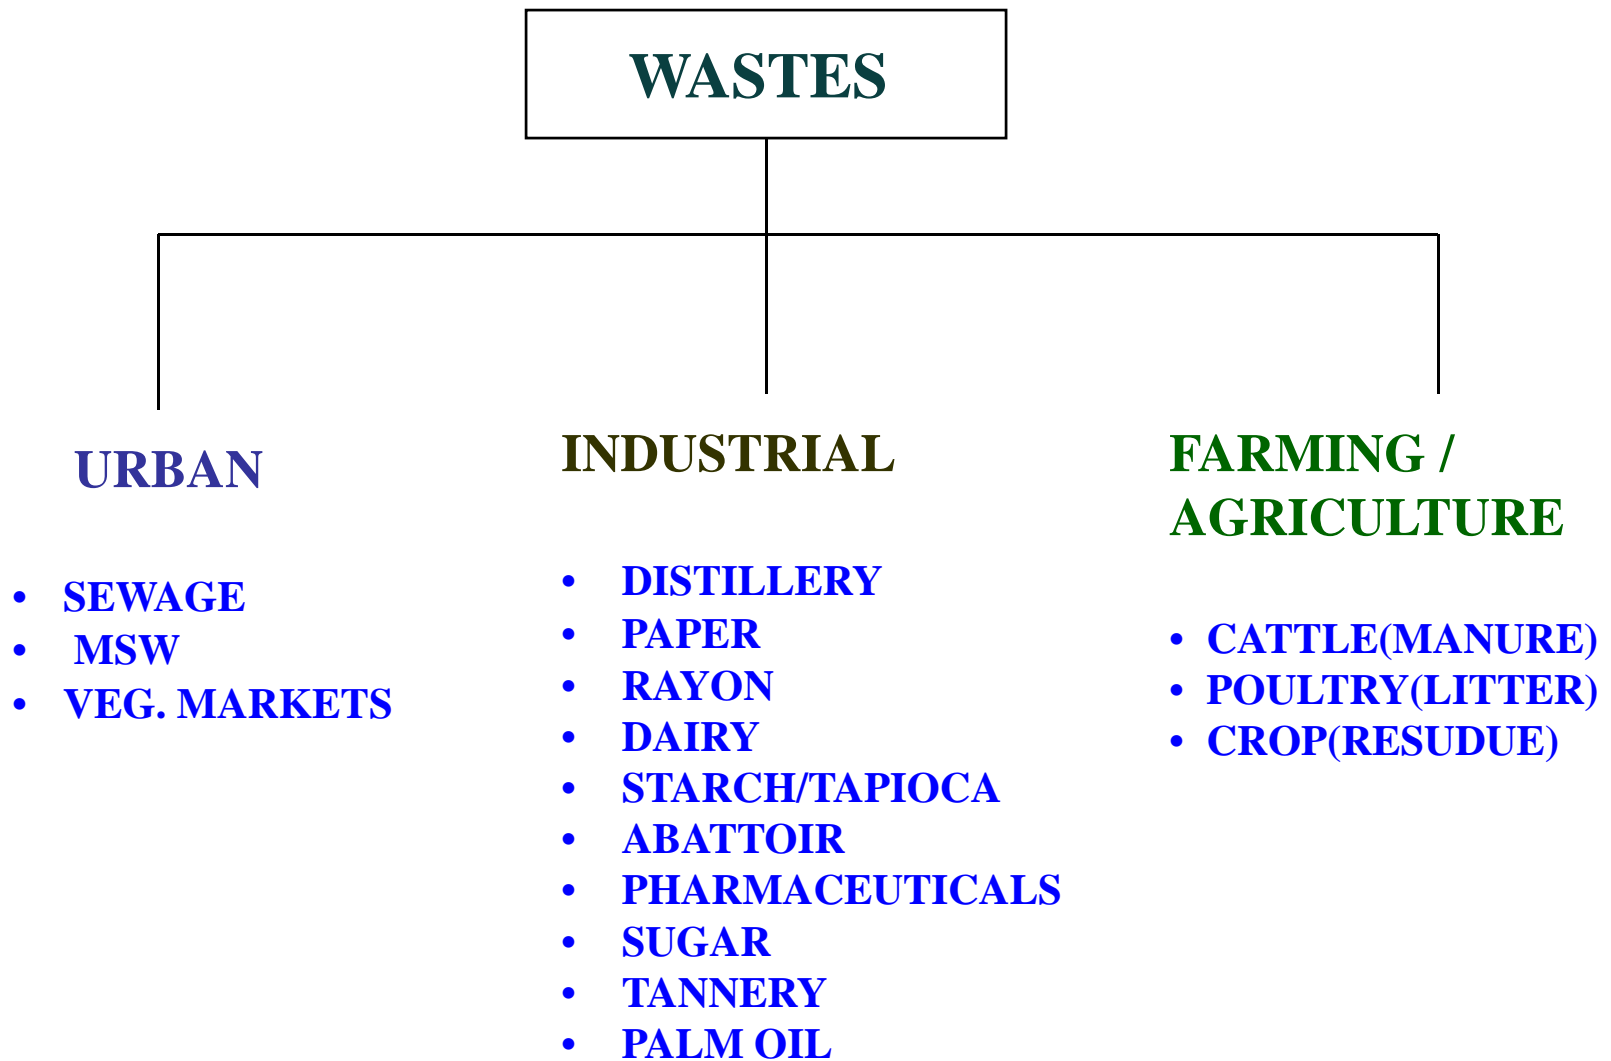 WASTES
URBAN
• SEWAGE
• MSW
• VEG. MARKETS
INDUSTRIAL
• DISTILLERY
• PAPER
• RAYON
• DAIRY
• STARCH/TAPIOCA
• ABATTOIR
• PHARMACEUTICALS
• SUGAR
• TANNERY
• PALM OIL
FARMING /
AGRICULTURE
• CATTLE(MANURE)
• POULTRY(LITTER)
• CROP(RESUDUE)